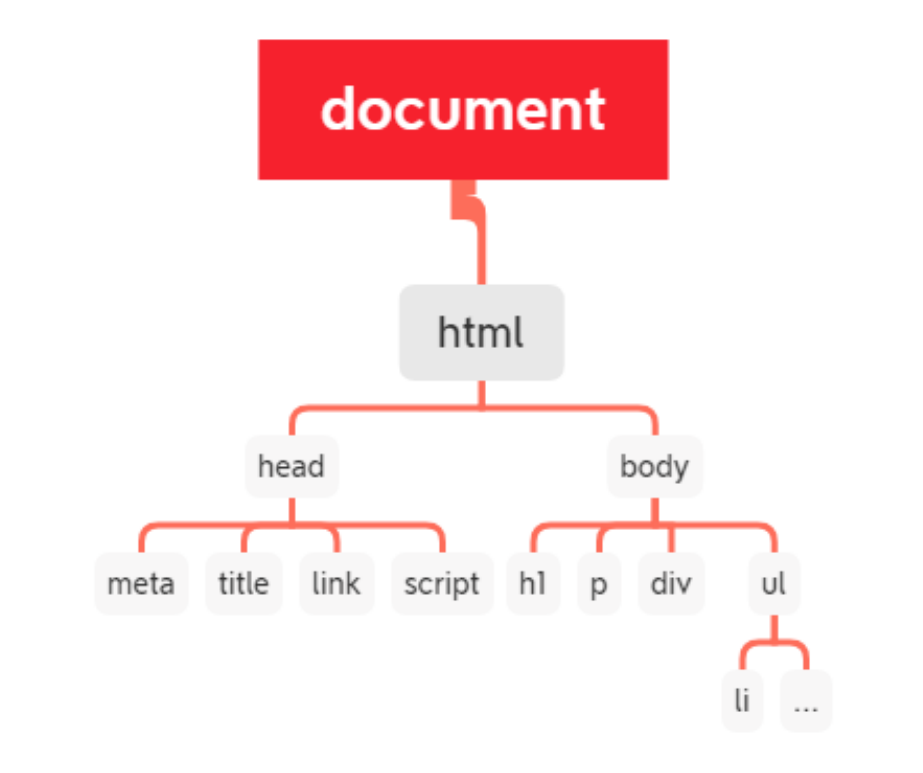 document
html
head body
meta title link script h1 p div ul
li ...